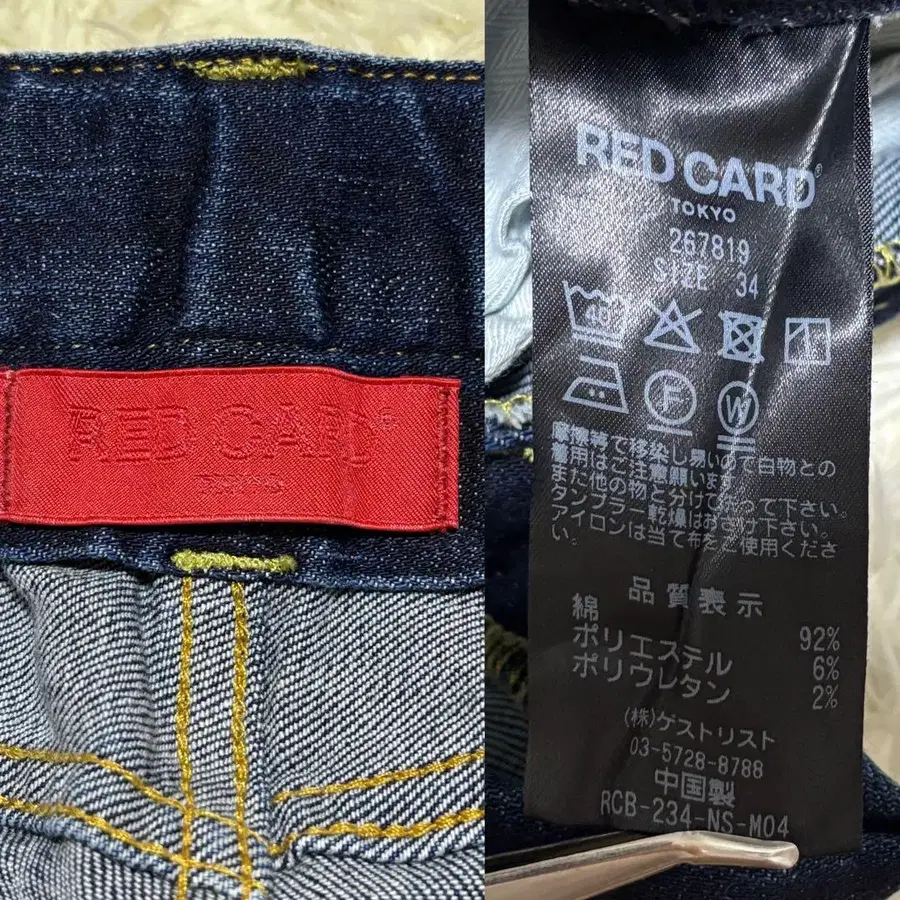 RED CARD
RED CARD
TOKYO
267819
SIZE 34
40
F
W
摩擦等で移染し易いので白物との
着用はご注意願います
また他の物と分けて洗って下さい
タンブラー乾燥はお避け下さい
アイロンは当て布をご使用くださ
品質表示
綿 92%
ポリエステル 6%
ポリウレタン 2%
(株)ゲストリスト
03-5728-8788
中国製
RCB-234-NS-M04